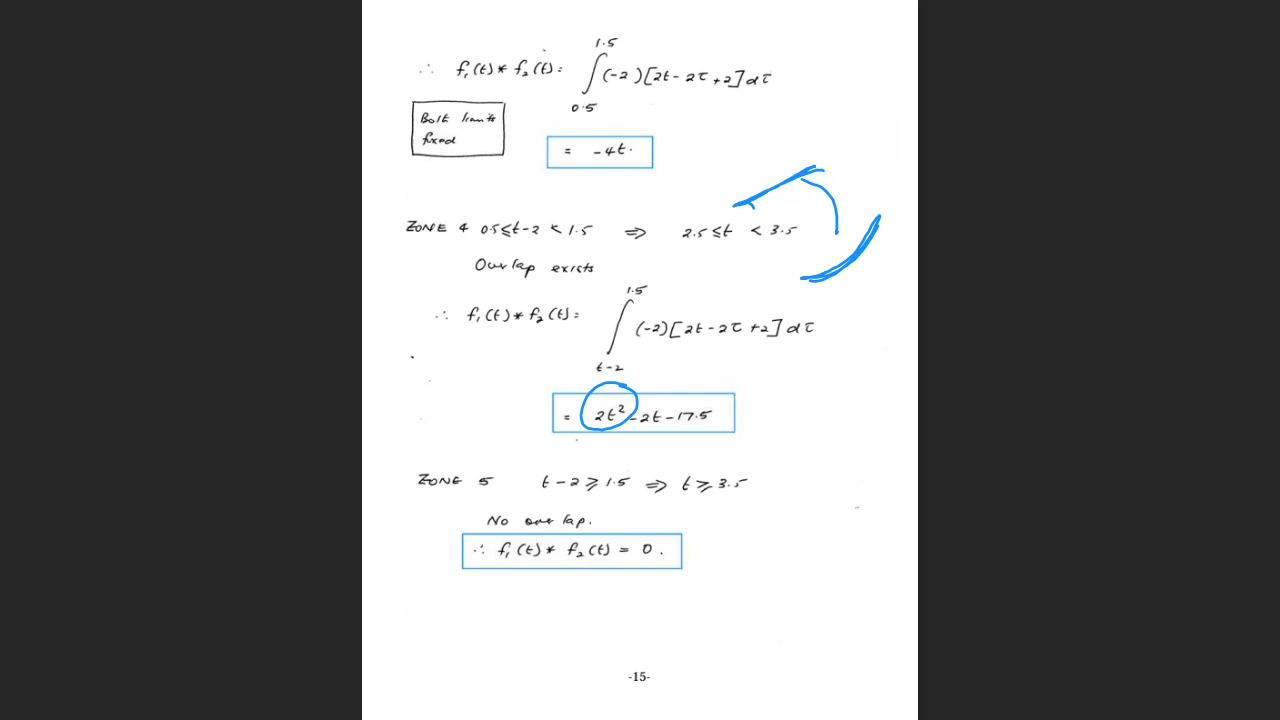 1.5
∴ f₁(t) * f₂(t) = ∫ (-2) [2t - 2τ + 2] dτ
0.5
Both limits
fixed
= -4t.
ZONE 4 0.5 ≤ t-2 < 1.5 ⇒ 2.5 ≤ t < 3.5
Overlap exists
1.5
∴ f₁(t) * f₂(t) = ∫ (-2) [2t - 2τ + 2] dτ
t-2
= 2t² - 2t - 17.5
ZONE 5 t-2 ≥ 1.5 ⇒ t ≥ 3.5
No overlap.
∴ f₁(t) * f₂(t) = 0.
-15-